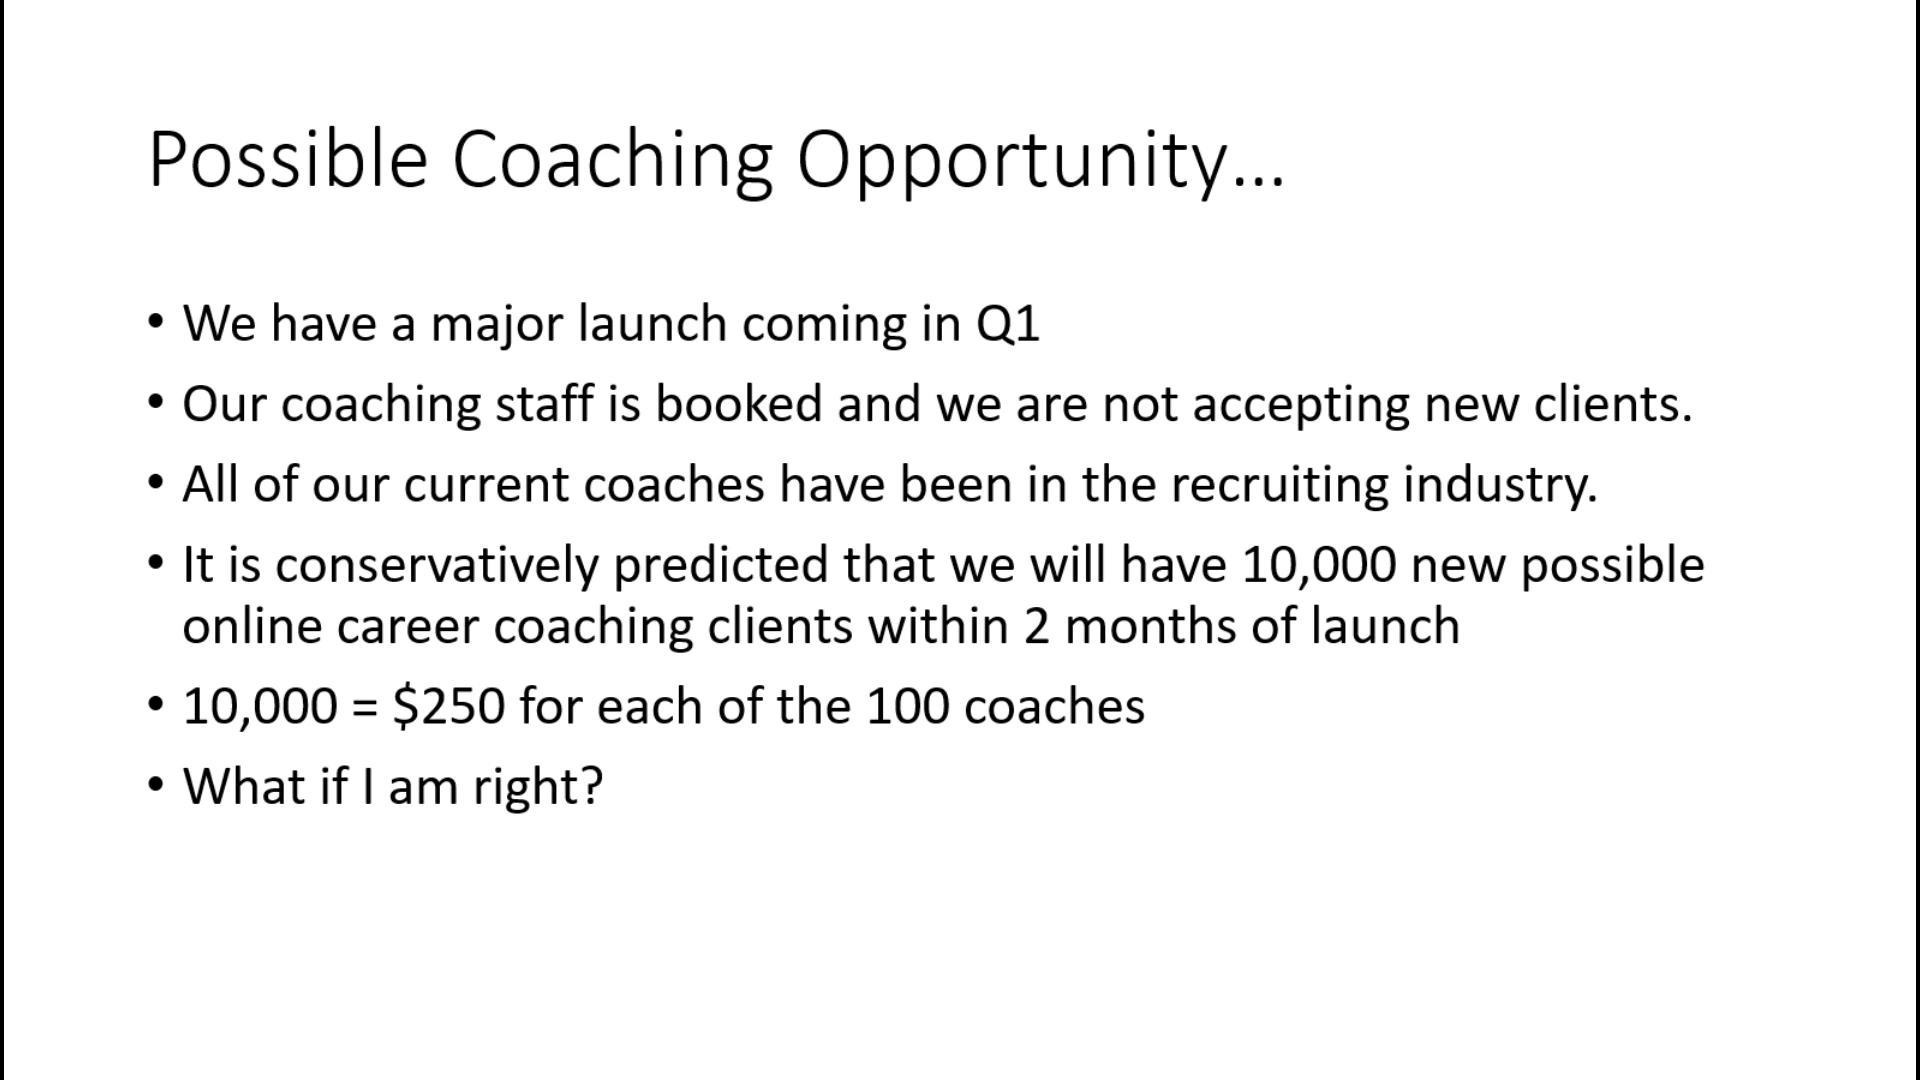 Possible Coaching Opportunity...
• We have a major launch coming in Q1
• Our coaching staff is booked and we are not accepting new clients.
• All of our current coaches have been in the recruiting industry.
• It is conservatively predicted that we will have 10,000 new possible
online career coaching clients within 2 months of launch
• 10,000 = $250 for each of the 100 coaches
• What if I am right?